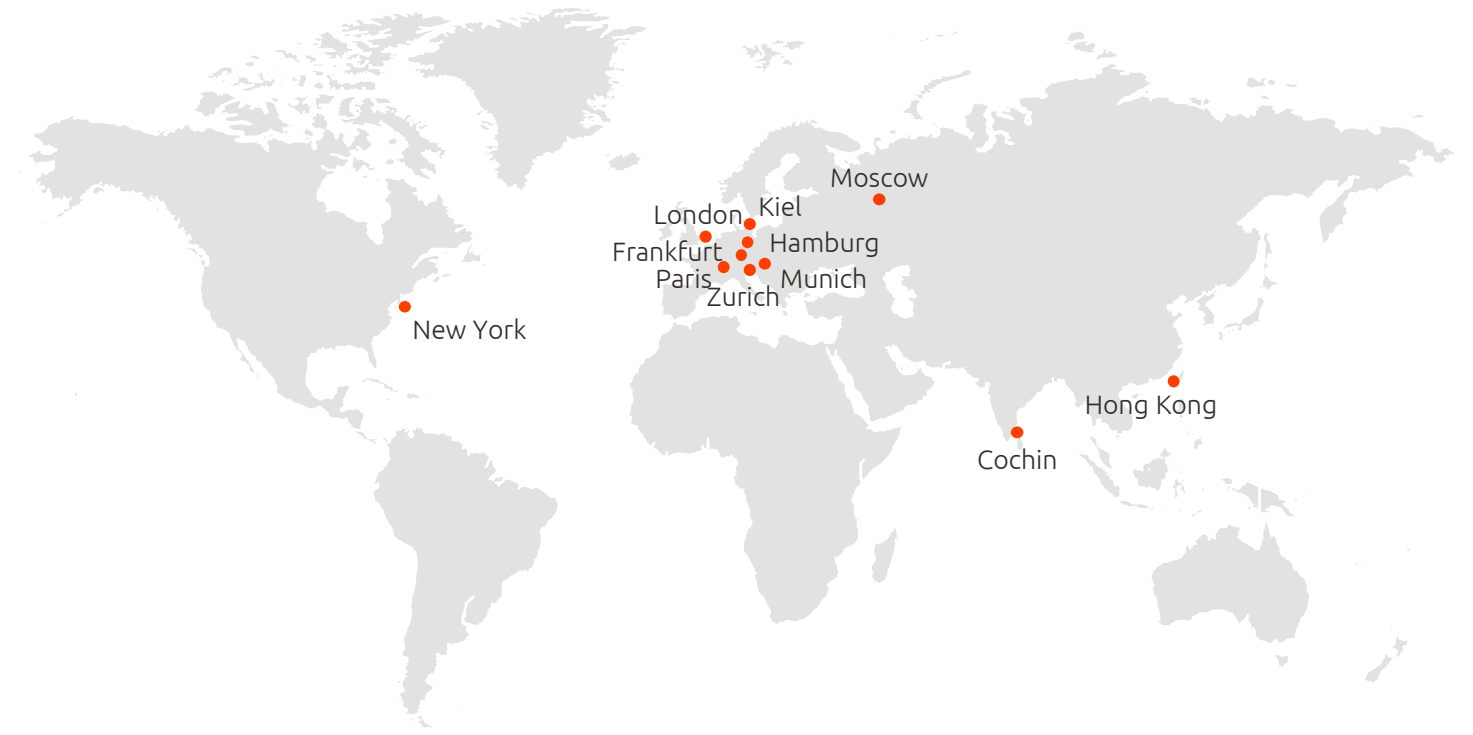 Moscow
Kiel
London
Hamburg
Frankfurt
Paris
Munich
Zurich
New York
Hong Kong
Cochin